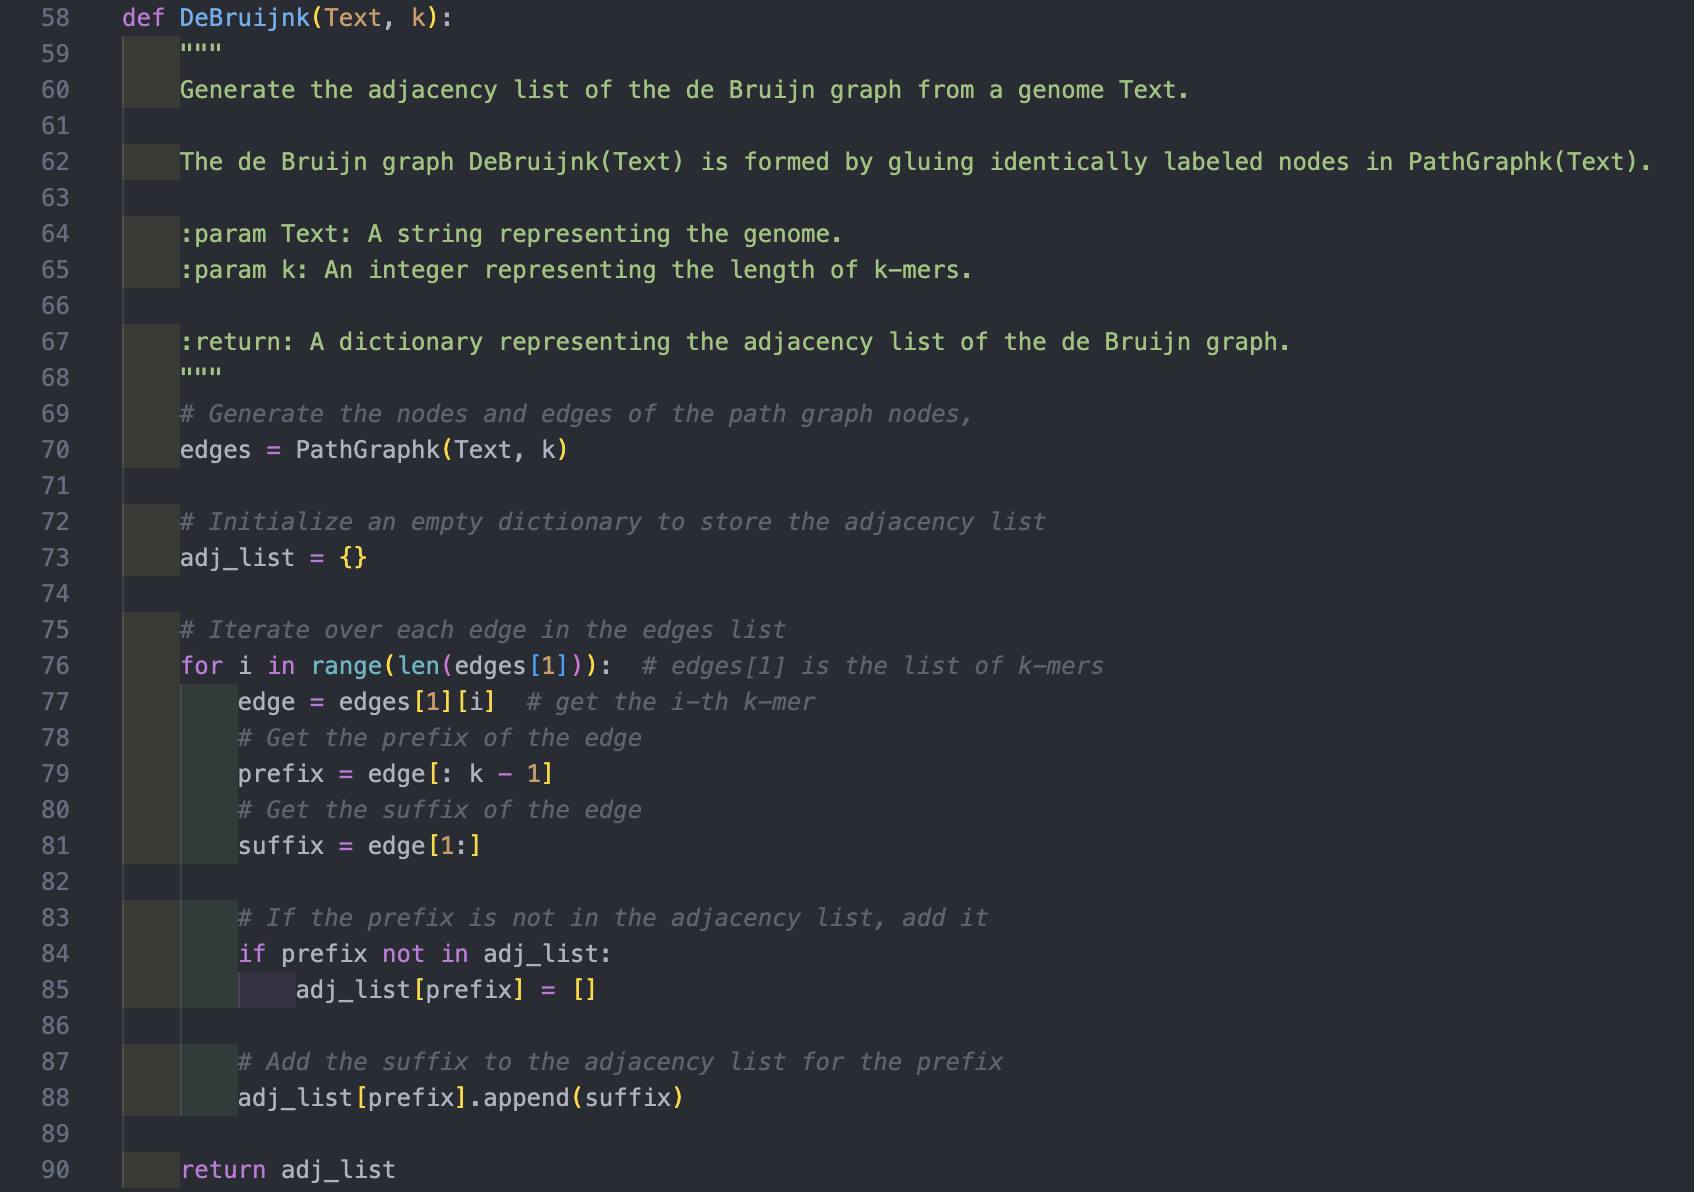 58 def DeBruijnk(Text, k):
59 """
60 Generate the adjacency list of the de Bruijn graph from a genome Text.
61
62 The de Bruijn graph DeBruijnk(Text) is formed by gluing identically labeled nodes in PathGraphk(Text).
63
64 :param Text: A string representing the genome.
65 :param k: An integer representing the length of k-mers.
66
67 :return: A dictionary representing the adjacency list of the de Bruijn graph.
68 """
69 # Generate the nodes and edges of the path graph nodes,
70 edges = PathGraphk(Text, k)
71
72 # Initialize an empty dictionary to store the adjacency list
73 adj_list = {}
74
75 # Iterate over each edge in the edges list
76 for i in range(len(edges[1])):  # edges[1] is the list of k-mers
77 edge = edges[1][i]  # get the i-th k-mer
78 # Get the prefix of the edge
79 prefix = edge[: k - 1]
80 # Get the suffix of the edge
81 suffix = edge[1:]
82
83 # If the prefix is not in the adjacency list, add it
84 if prefix not in adj_list:
85 adj_list[prefix] = []
86
87 # Add the suffix to the adjacency list for the prefix
88 adj_list[prefix].append(suffix)
89
90 return adj_list